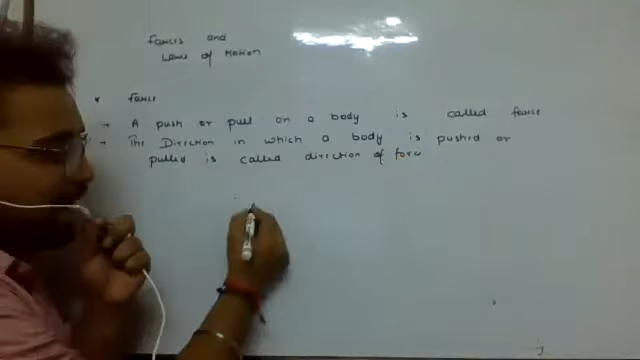 Forces and
Laws of Motion
Force
→ A push or pull on a body is called force
→ The Direction in which a body is pushed or
pulled is called direction of force